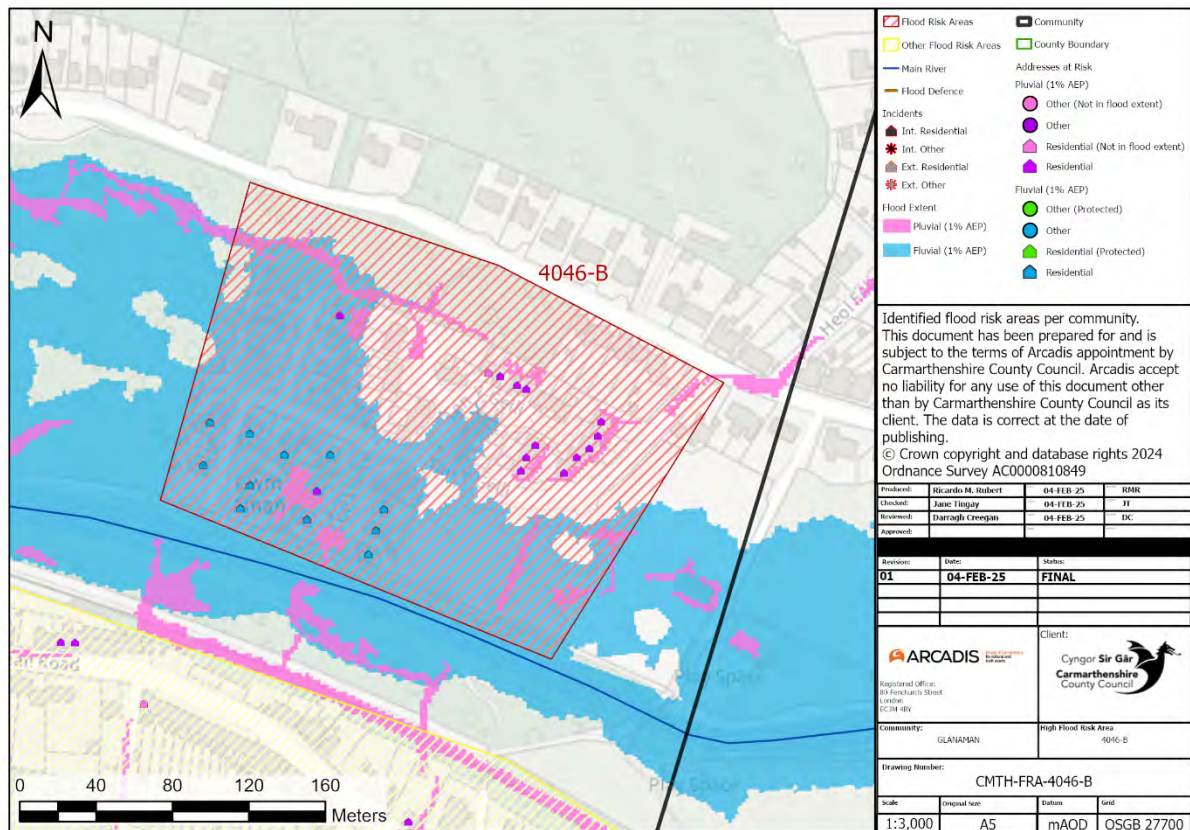 N
4046-B
Heol
Play Space
Play Space
0 40 80 120 160
Meters
Flood Risk Areas
Other Flood Risk Areas
Main River
Flood Defence
Incidents
Int. Residential
Int. Other
Ext. Residential
Ext. Other
Flood Extent
Pluvial (1% AEP)
Fluvial (1% AEP)
Community
County Boundary
Addresses at Risk
Pluvial (1% AEP)
Other (Not in flood extent)
Other
Residential (Not in flood extent)
Residential
Fluvial (1% AEP)
Other (Protected)
Other
Residential (Protected)
Residential
Identified flood risk areas per community.
This document has been prepared for and is
subject to the terms of Arcadis appointment by
Carmarthenshire County Council. Arcadis accept
no liability for any use of this document other
than by Carmarthenshire County Council as its
client. The data is correct at the date of
publishing.
© Crown copyright and database rights 2024
Ordnance Survey AC0000810849
Produced: Ricardo M. Rubert 04-FEB-25 RMR
Checked: Jane Tingay 04-FEB-25 JT
Reviewed: Darragh Creegan 04-FEB-25 DC
Approved:
Revision: Date: Status:
01 04-FEB-25 FINAL
ARCADIS
Registered Office:
80 Fenchurch Street
London
EC3M 4BY
Client:
Cyngor Sir Gâr
Carmarthenshire
County Council
Community: GLANAMAN
High Flood Risk Area 4046-B
Drawing Number:
CMTH-FRA-4046-B
Scale Original Size Datum Grid
1:3,000 A5 mAOD OSGB 27700